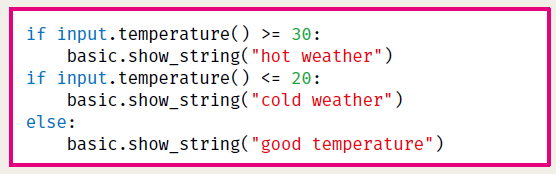 if input.temperature() >= 30:
    basic.show_string("hot weather")
if input.temperature() <= 20:
    basic.show_string("cold weather")
else:
    basic.show_string("good temperature")